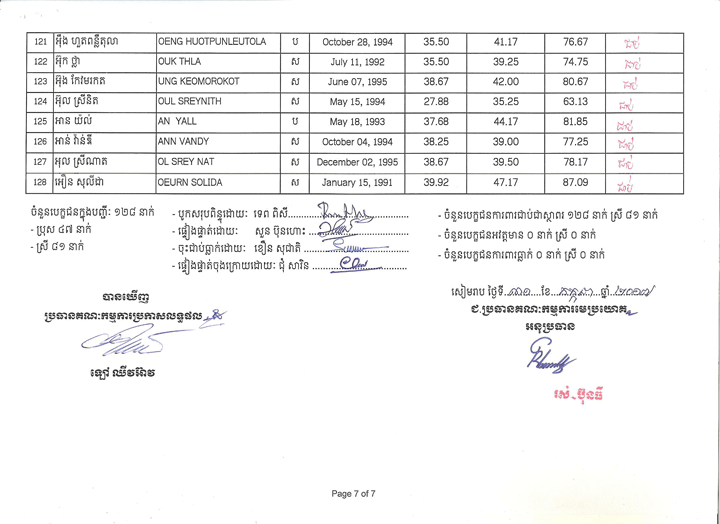 121 អ៊ឹង ហួតពន្លឺតុលា OENG HUOTPUNLEUTOLA ប October 28, 1994 35.50 41.17 76.67 ជាប់
122 អ៊ុក ថ្លា OUK THLA ស July 11, 1992 35.50 39.25 74.75 ជាប់
123 អ៊ុង កែវមរកត UNG KEOMOROKOT ស June 07, 1995 38.67 42.00 80.67 ជាប់
124 អ៊ុល ស្រីនិត OUL SREYNITH ស May 15, 1994 27.88 35.25 63.13 ជាប់
125 អាន យ៉ល់ AN YALL ប May 18, 1993 37.68 44.17 81.85 ជាប់
126 អាន់ វ៉ាន់ឌី ANN VANDY ស October 04, 1994 38.25 39.00 77.25 ជាប់
127 អុល ស្រីណាត OL SREY NAT ស December 02, 1995 38.67 39.50 78.17 ជាប់
128 អឿន សុលីដា OEURN SOLIDA ស January 15, 1991 39.92 47.17 87.09 ជាប់
ចំនួនបេក្ខជនក្នុងបញ្ជី: ១២៨ នាក់
- ប្រុស ៤៧ នាក់
- ស្រី ៨១ នាក់
- បូកសរុបពិន្ទុដោយ: ទេព ពិសី
- ផ្ទៀងផ្ទាត់ដោយ: សួន ប៊ុនហោះ
- ចុះជាប់ធ្លាក់ដោយ: ខឿន សុជាតិ
- ផ្ទៀងផ្ទាត់ចុងក្រោយដោយ: ជុំ សារិន
- ចំនួនបេក្ខជនការពារជាប់ជាស្ថាពរ ១២៨ នាក់ ស្រី ៨១ នាក់
- ចំនួនបេក្ខជនអវត្តមាន ០ នាក់ ស្រី ០ នាក់
- ចំនួនបេក្ខជនការពារធ្លាក់ ០ នាក់ ស្រី ០ នាក់
បានឃើញ
ប្រធានគណៈកម្មការប្រកាសលទ្ធផល
ឡៅ ឈីវអ៊ាវ
សៀមរាប ថ្ងៃទី ៣១ ខែ កក្កដា ឆ្នាំ ២០១៧
ជ.ប្រធានគណៈកម្មការមេប្រយោគ
អនុប្រធាន
រស់ ប៊ុនធី
Page 7 of 7